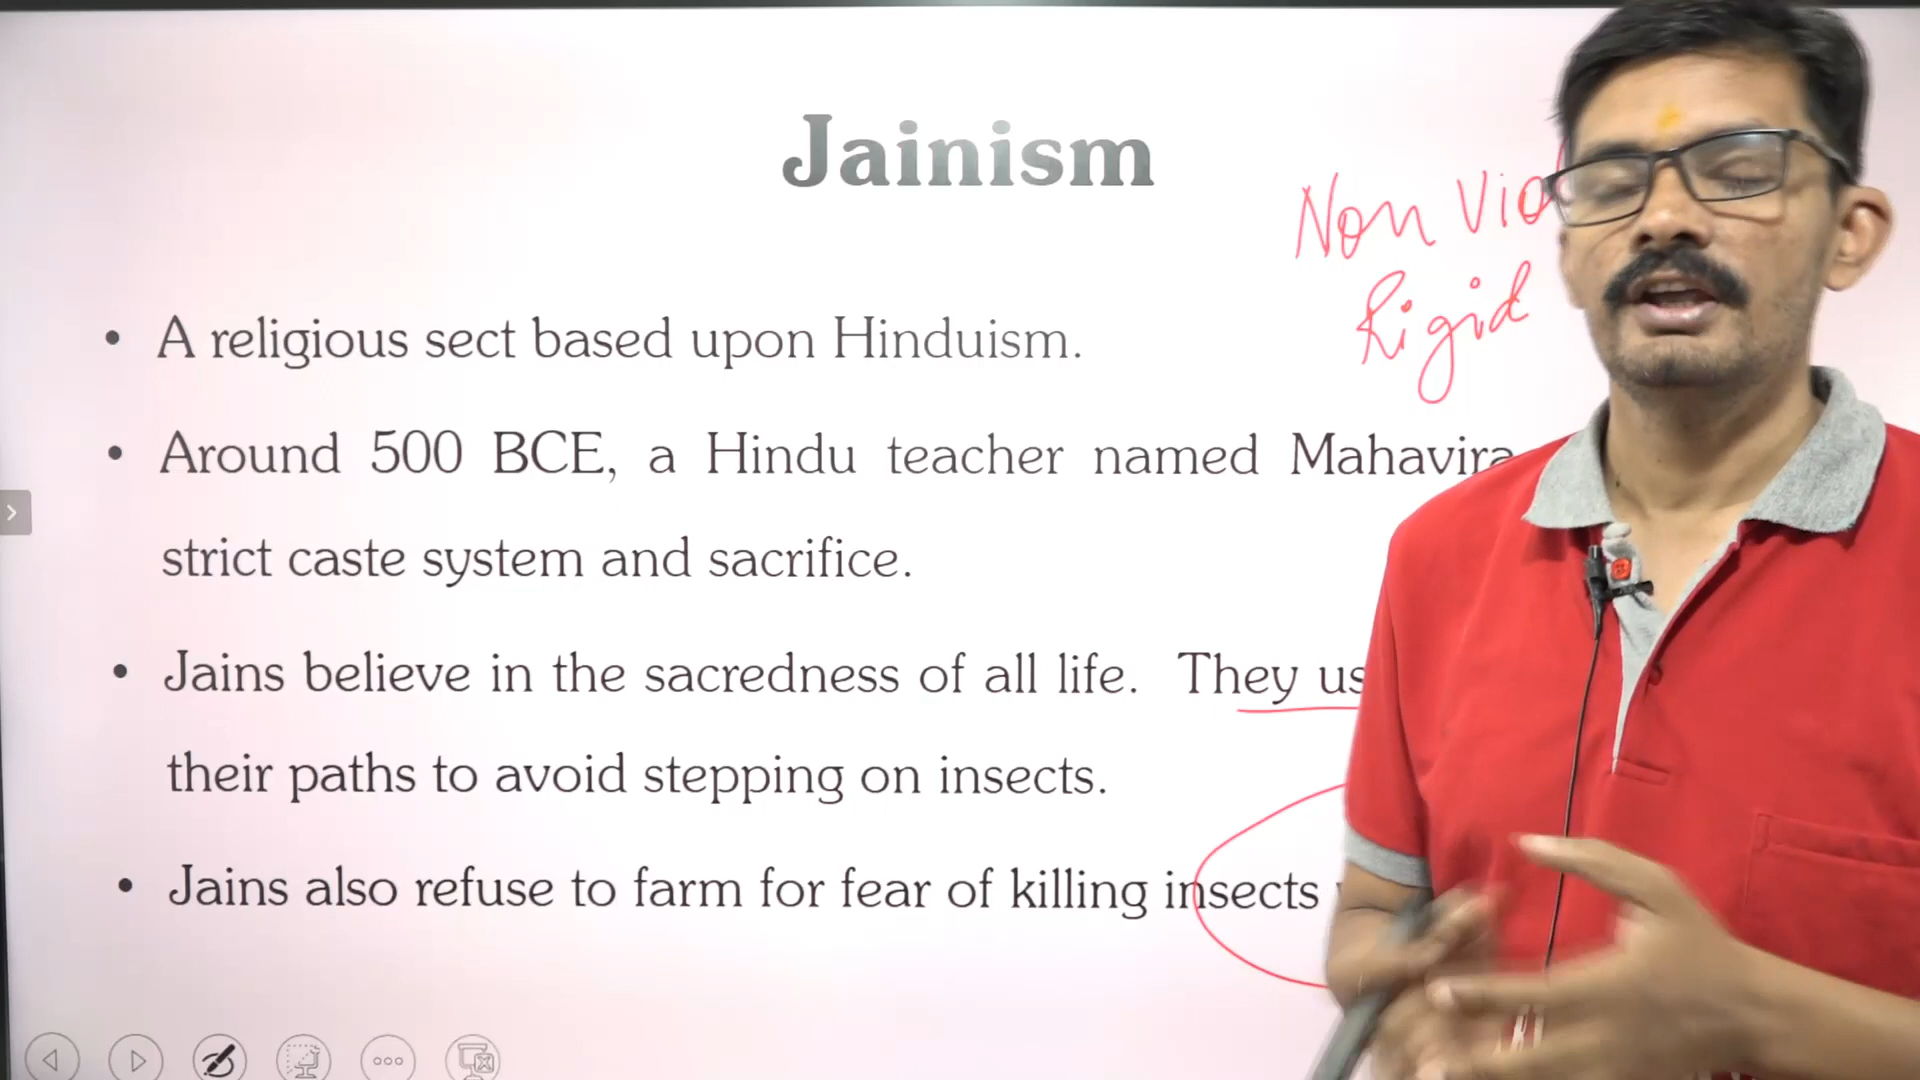 Jainism
Non
Rigid
A religious sect based upon Hinduism.
Around 500 BCE, a Hindu teacher named Mahavira
strict caste system and sacrifice.
Jains believe in the sacredness of all life. They
their paths to avoid stepping on insects.
Jains also refuse to farm for fear of killing insects